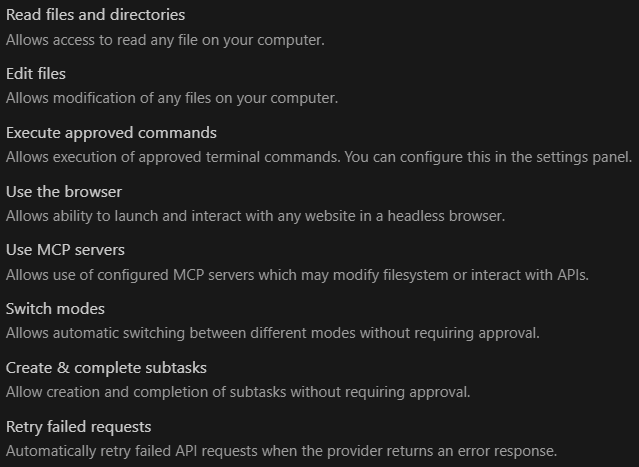 Read files and directories
Allows access to read any file on your computer.
Edit files
Allows modification of any files on your computer.
Execute approved commands
Allows execution of approved terminal commands. You can configure this in the settings panel.
Use the browser
Allows ability to launch and interact with any website in a headless browser.
Use MCP servers
Allows use of configured MCP servers which may modify filesystem or interact with APIs.
Switch modes
Allows automatic switching between different modes without requiring approval.
Create & complete subtasks
Allow creation and completion of subtasks without requiring approval.
Retry failed requests
Automatically retry failed API requests when the provider returns an error response.